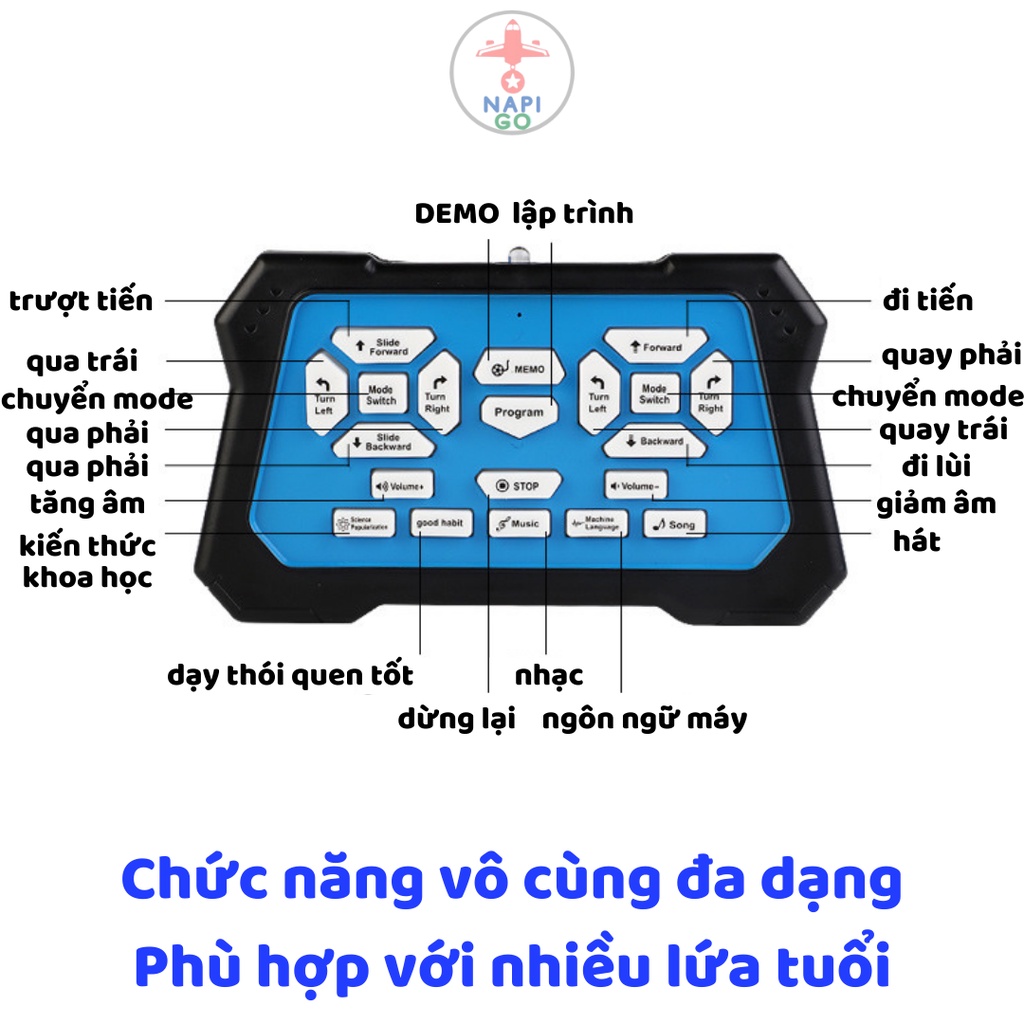 NAPI
GO
DEMO lập trình
trượt tiến
đi tiến
qua trái
quay phải
chuyển mode
chuyển mode
qua phải
quay trái
qua phải
đi lùi
tăng âm
giảm âm
kiến thức
khoa học
hát
Slide
Forward
Turn
Left
Mode
Switch
Turn
Right
Slide
Backward
MEMO
Program
Forward
Turn
Left
Mode
Switch
Turn
Right
Backward
Volume+
STOP
Volume-
Science
Popularization
good habit
Music
Machine
Language
Song
dạy thói quen tốt
nhạc
dừng lại
ngôn ngữ máy
Chức năng vô cùng đa dạng
Phù hợp với nhiều lứa tuổi